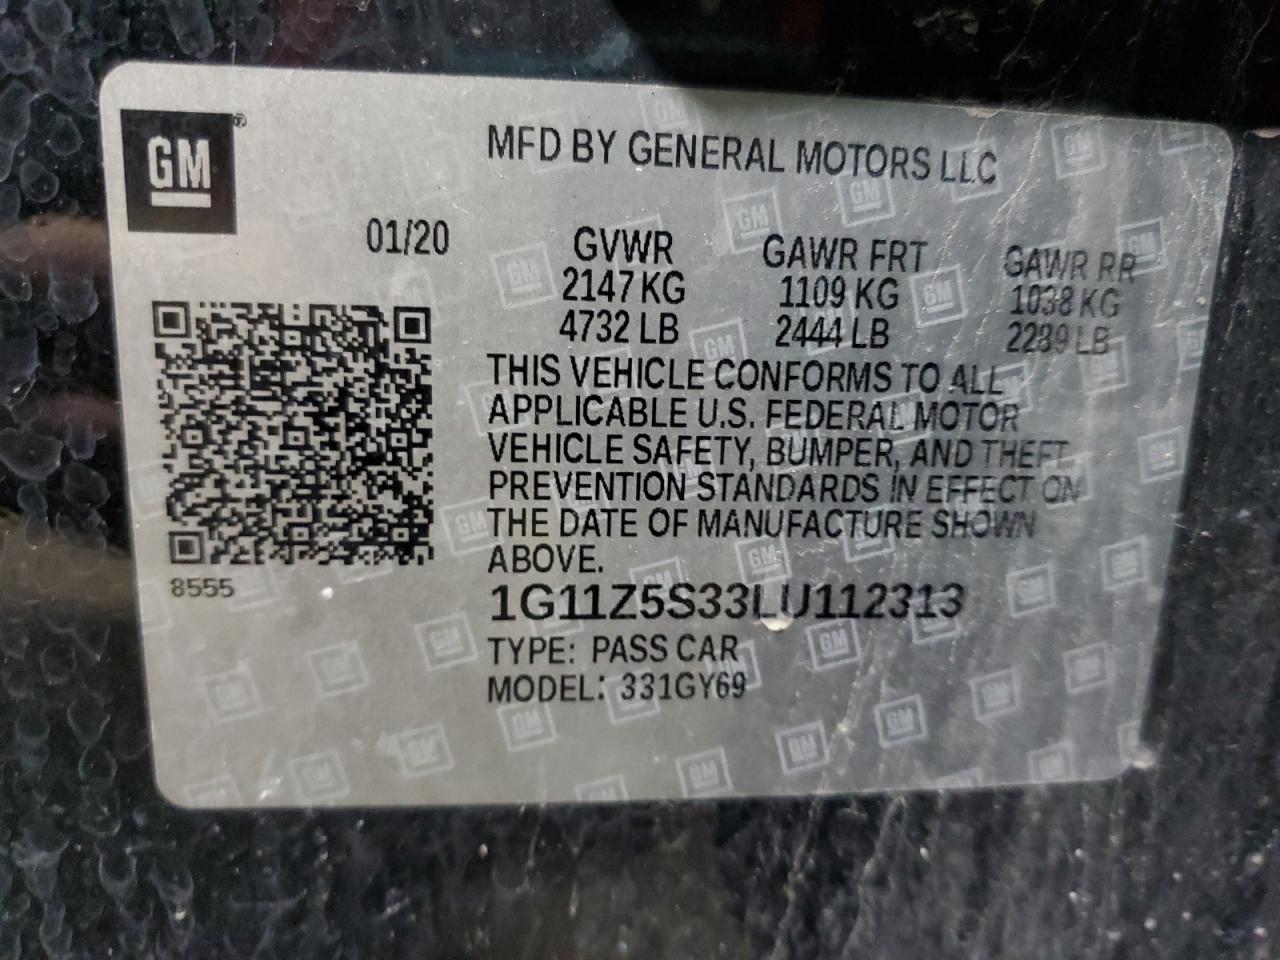 GM®
MFD BY GENERAL MOTORS LLC
01/20
GVWR GAWR FRT GAWR RR
2147 KG 1109 KG 1038 KG
4732 LB 2444 LB 2289 LB
THIS VEHICLE CONFORMS TO ALL
APPLICABLE U.S. FEDERAL MOTOR
VEHICLE SAFETY, BUMPER, AND THEFT
PREVENTION STANDARDS IN EFFECT ON
THE DATE OF MANUFACTURE SHOWN
ABOVE.
8555
1G11Z5S33LU112313
TYPE: PASS CAR
MODEL: 331GY69